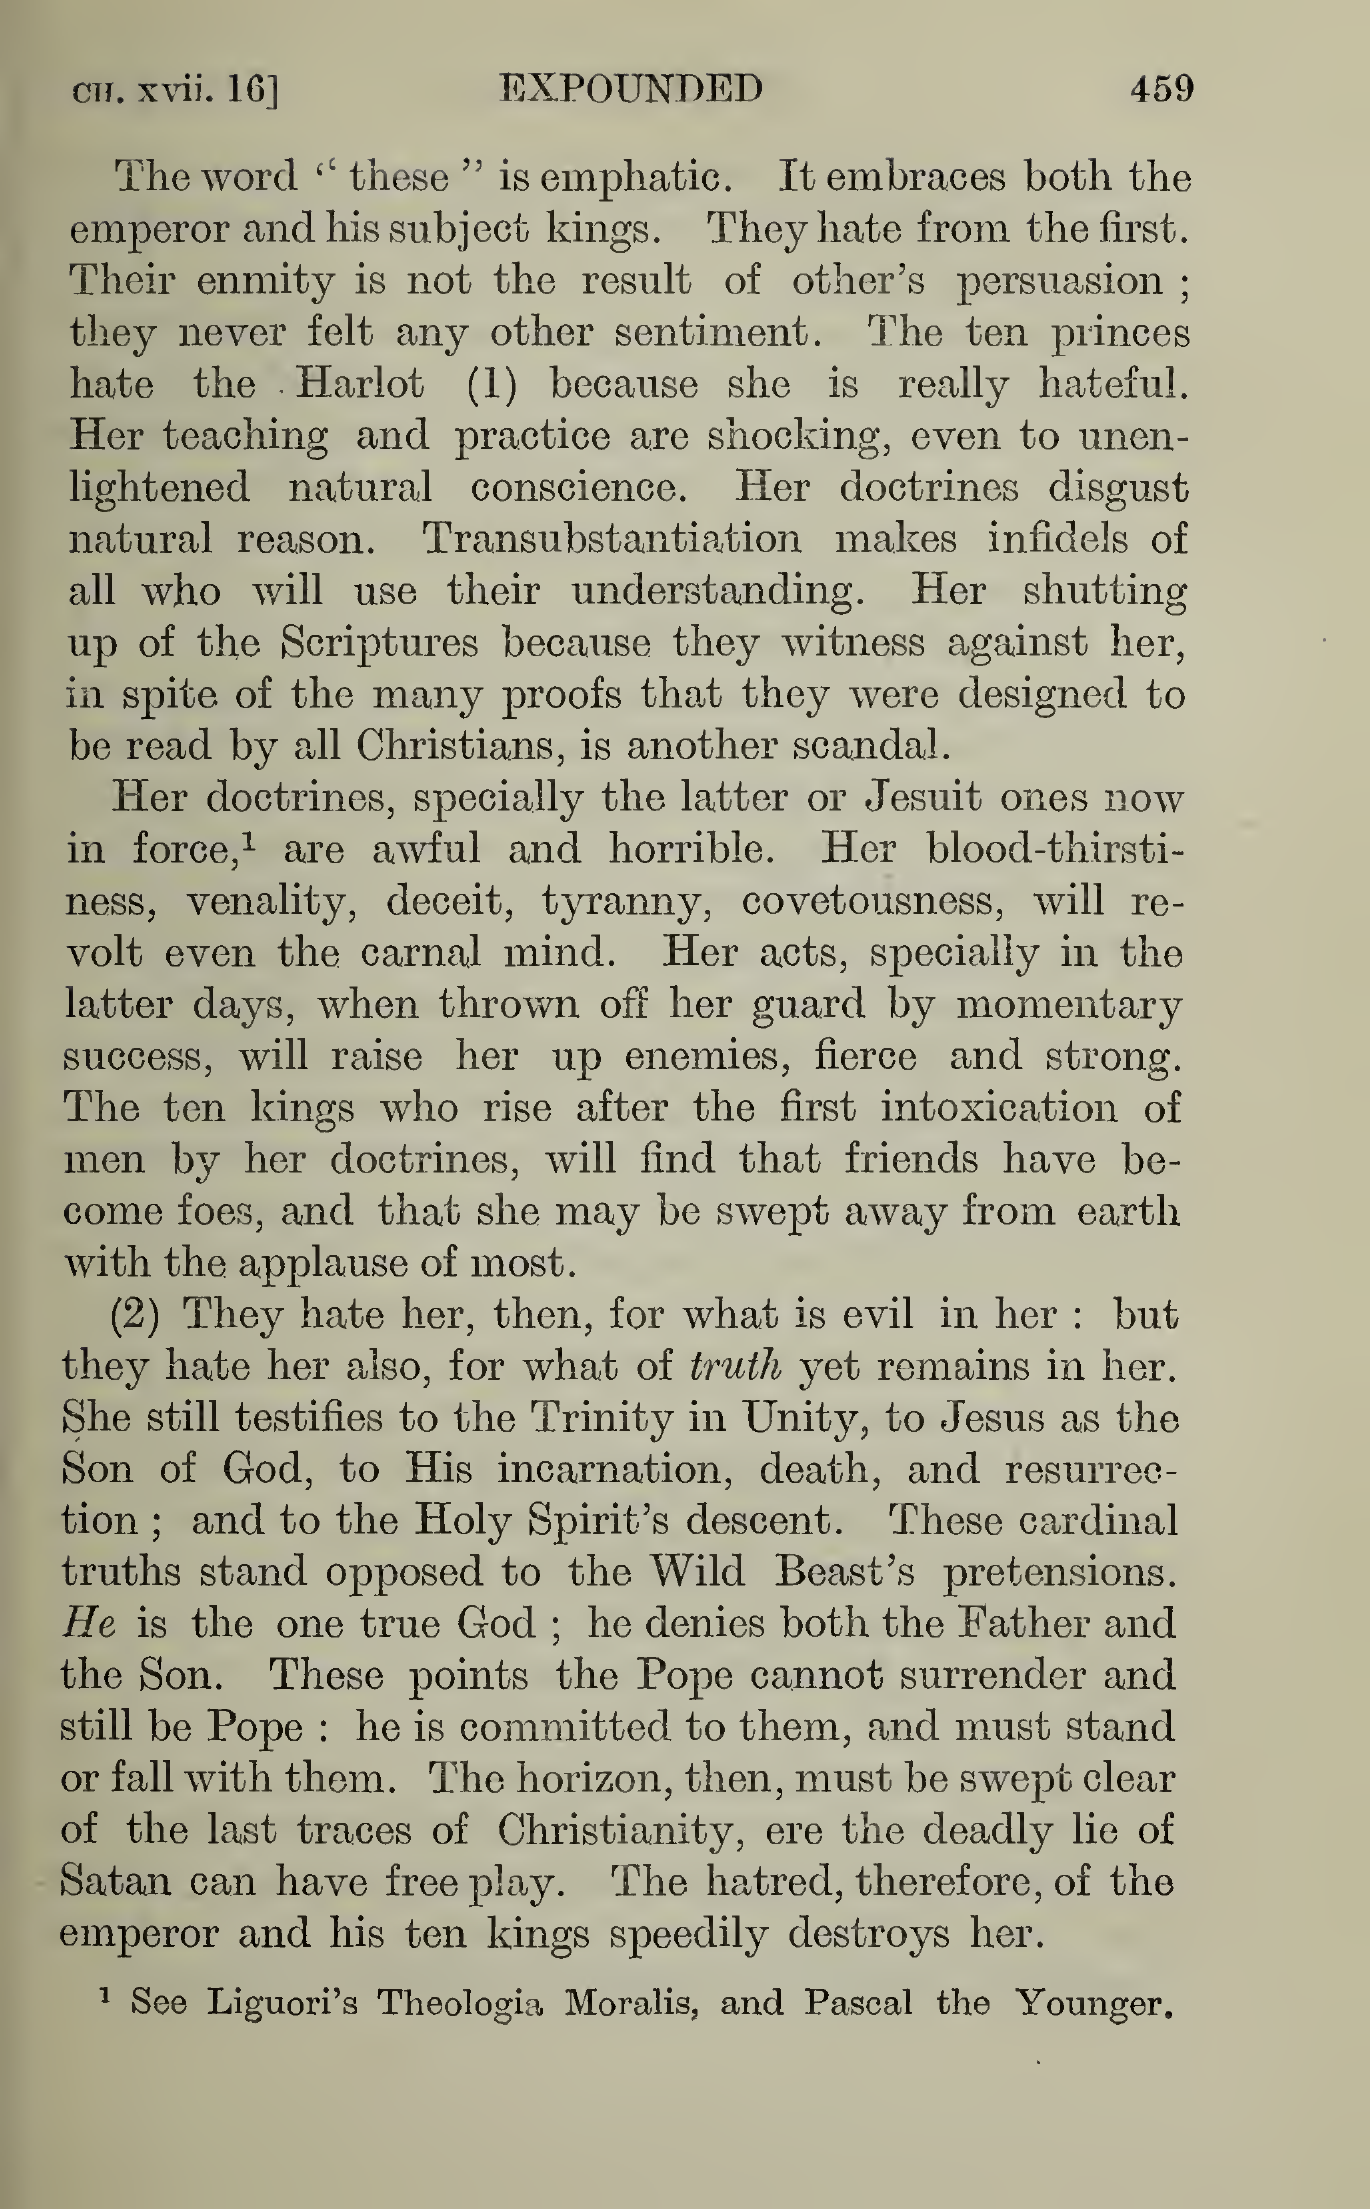 CH. xvii. 16] EXPOUNDED 459
The word “ these ” is emphatic. It embraces both the
emperor and his subject kings. They hate from the first.
Their enmity is not the result of other’s persuasion ;
they never felt any other sentiment. The ten princes
hate the Harlot (1) because she is really hateful.
Her teaching and practice are shocking, even to unen-
lightened natural conscience. Her doctrines disgust
natural reason. Transubstantiation makes infidels of
all who will use their understanding. Her shutting
up of the Scriptures because they witness against her,
in spite of the many proofs that they were designed to
be read by all Christians, is another scandal.
Her doctrines, specially the latter or Jesuit ones now
in force,¹ are awful and horrible. Her blood-thirsti-
ness, venality, deceit, tyranny, covetousness, will re-
volt even the carnal mind. Her acts, specially in the
latter days, when thrown off her guard by momentary
success, will raise her up enemies, fierce and strong.
The ten kings who rise after the first intoxication of
men by her doctrines, will find that friends have be-
come foes, and that she may be swept away from earth
with the applause of most.
(2) They hate her, then, for what is evil in her : but
they hate her also, for what of truth yet remains in her.
She still testifies to the Trinity in Unity, to Jesus as the
Son of God, to His incarnation, death, and resurrec-
tion ; and to the Holy Spirit’s descent. These cardinal
truths stand opposed to the Wild Beast’s pretensions.
He is the one true God ; he denies both the Father and
the Son. These points the Pope cannot surrender and
still be Pope : he is committed to them, and must stand
or fall with them. The horizon, then, must be swept clear
of the last traces of Christianity, ere the deadly lie of
Satan can have free play. The hatred, therefore, of the
emperor and his ten kings speedily destroys her.
¹ See Liguori’s Theologia Moralis, and Pascal the Younger.